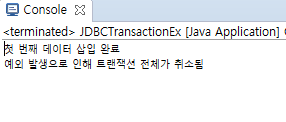 Console
<terminated> JDBCTransactionEx [Java Application]
첫 번째 데이터 삽입 완료
예외 발생으로 인해 트랜잭션 전체가 취소됨